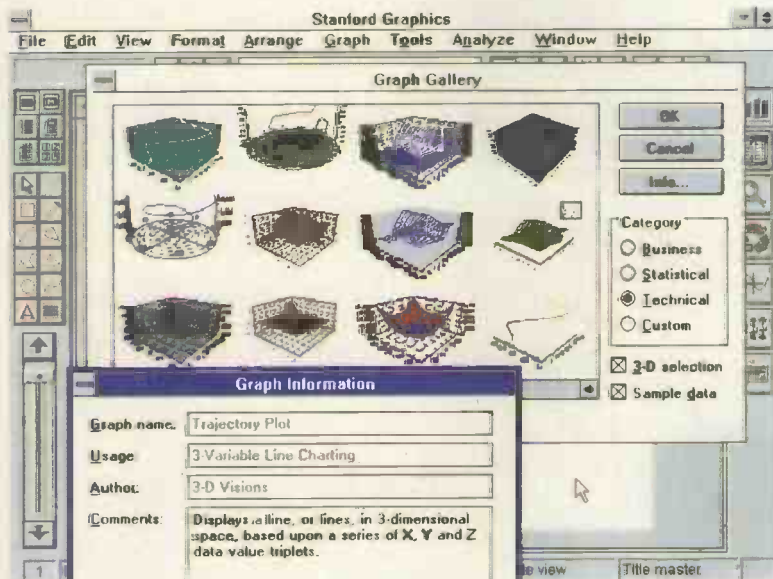 Stanford Graphics
File Edit View Format Arrange Graph Tools Analyze Window Help
Graph Gallery
OK
Cancel
Info...
Category
Business
Statistical
Technical
Custom
3-D selection
Sample data
A
Graph Information
Graph name: Trajectory Plot
Usage 3-Variable Line Charting
Author: 3-D Visions
Comments: Displays a line, or lines, in 3-dimensional
space, based upon a series of X, Y and Z
data value triplets.
1
view
Title master